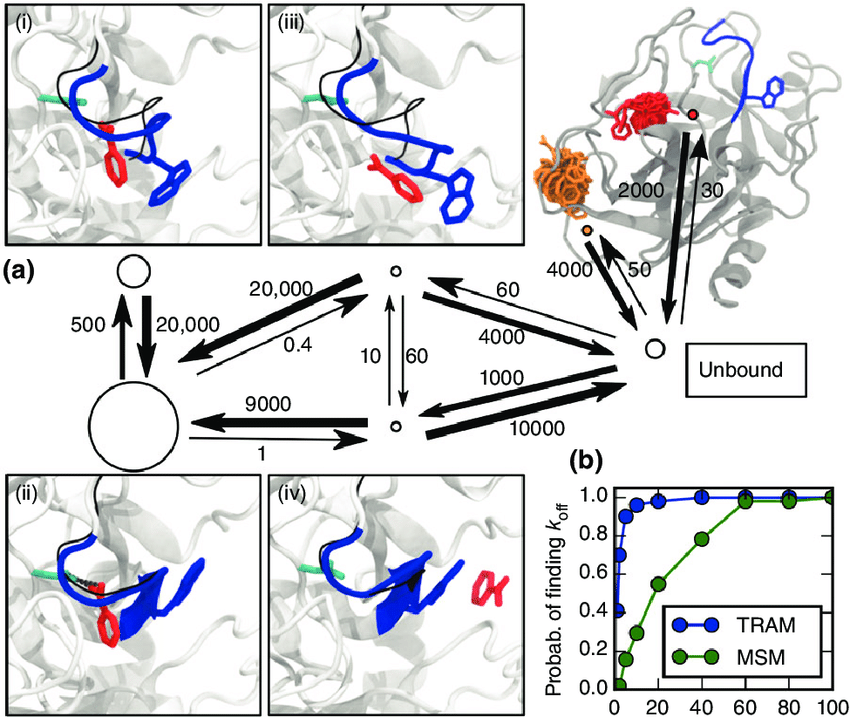 (i)
(iii)
2000
30
4000
50
(a)
500
20,000
20,000
0.4
10
60
60
4000
Unbound
9000
1
1000
10000
(b)
(ii)
(iv)
Probab. of finding koff
1.0
0.8
0.6
0.4
0.2
0.0
TRAM
MSM
0 20 40 60 80 100